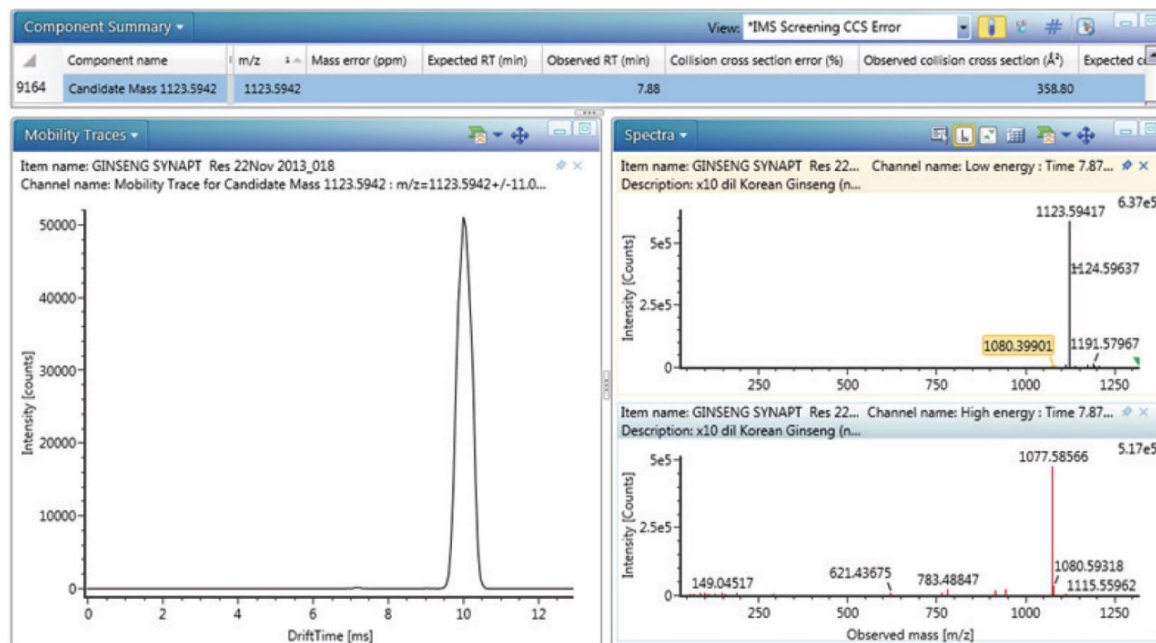 Component Summary
View: *IMS Screening CCS Error
Component name m/z 1 Mass error (ppm) Expected RT (min) Observed RT (min) Collision cross section error (%) Observed collision cross section (Å²) Expected c
9164 Candidate Mass 1123.5942 1123.5942 7.88 358.80
Mobility Traces
Item name: GINSENG SYNAPT Res 22Nov 2013_018
Channel name: Mobility Trace for Candidate Mass 1123.5942 : m/z=1123.5942+/-11.0...
50000
40000
30000
20000
10000
0
Intensity [counts]
0 2 4 6 8 10 12
DriftTime [ms]
Spectra
Item name: GINSENG SYNAPT Res 22... Channel name: Low energy : Time 7.87...
Description: x10 dil Korean Ginseng (n...
6.37e5
1123.59417
5e5
1124.59637
2.5e5
1080.39901
1191.57967
0
Intensity [Counts]
250 500 750 1000 1250
Item name: GINSENG SYNAPT Res 22... Channel name: High energy : Time 7.87...
Description: x10 dil Korean Ginseng (n...
5.17e5
1077.58566
5e5
2.5e5
149.04517
621.43675
783.48847
1080.59318
1115.55962
0
Intensity [Counts]
250 500 750 1000 1250
Observed mass [m/z]